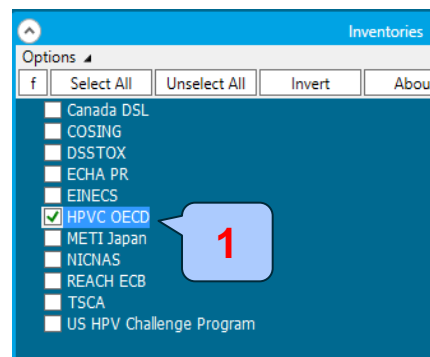 Inventories
Options
f Select All Unselect All Invert Abou
Canada DSL
COSING
DSSTOX
ECHA PR
EINECS
HPVC OECD
METI Japan
NICNAS
REACH ECB
TSCA
US HPV Challenge Program
1